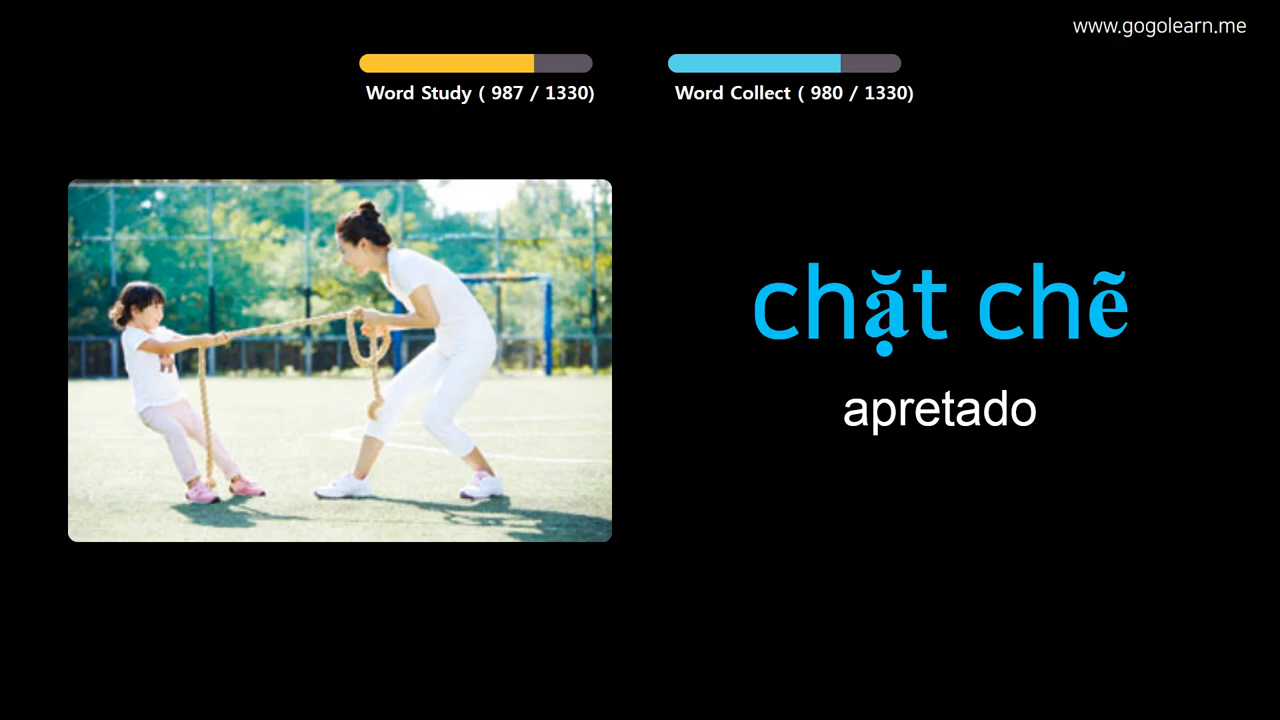 www.gogolearn.me
Word Study ( 987 / 1330)
Word Collect ( 980 / 1330)
chặt chẽ
apretado